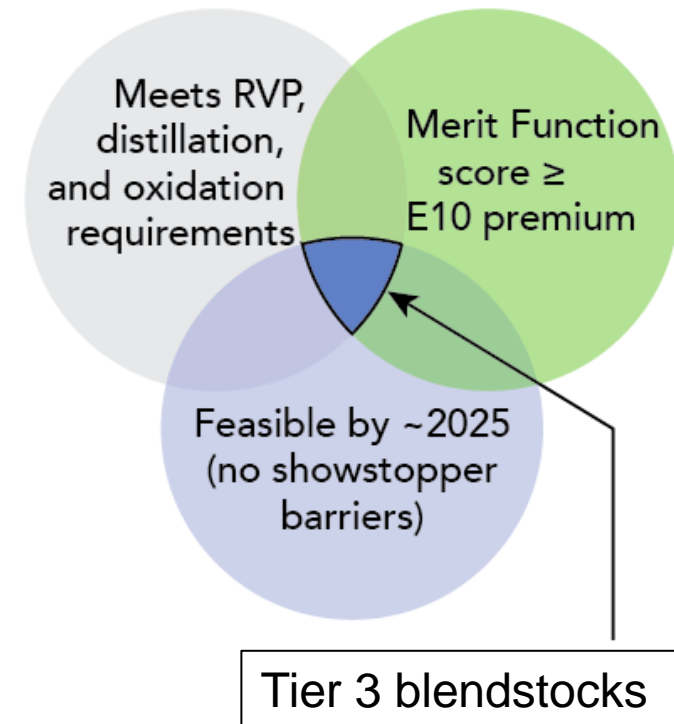 Meets RVP,
distillation,
and oxidation
requirements
Merit Function
score ≥
E10 premium
Feasible by ~2025
(no showstopper
barriers)
Tier 3 blendstocks